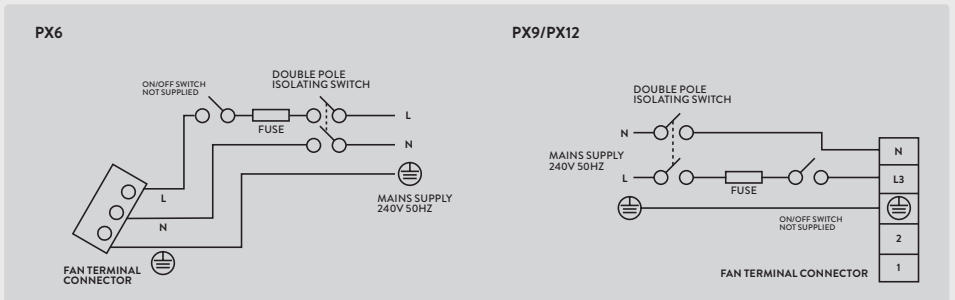 PX6
ON/OFF SWITCH
NOT SUPPLIED
DOUBLE POLE
ISOLATING SWITCH
FUSE
L
N
MAINS SUPPLY
240V 50HZ
L
N
FAN TERMINAL
CONNECTOR
PX9/PX12
DOUBLE POLE
ISOLATING SWITCH
N
MAINS SUPPLY
240V 50HZ
L
FUSE
ON/OFF SWITCH
NOT SUPPLIED
N
L3
2
1
FAN TERMINAL CONNECTOR